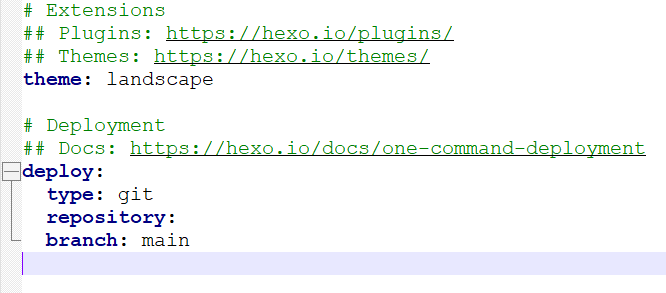 # Extensions
## Plugins: https://hexo.io/plugins/
## Themes: https://hexo.io/themes/
theme: landscape

# Deployment
## Docs: https://hexo.io/docs/one-command-deployment
deploy:
  type: git
  repository:
  branch: main